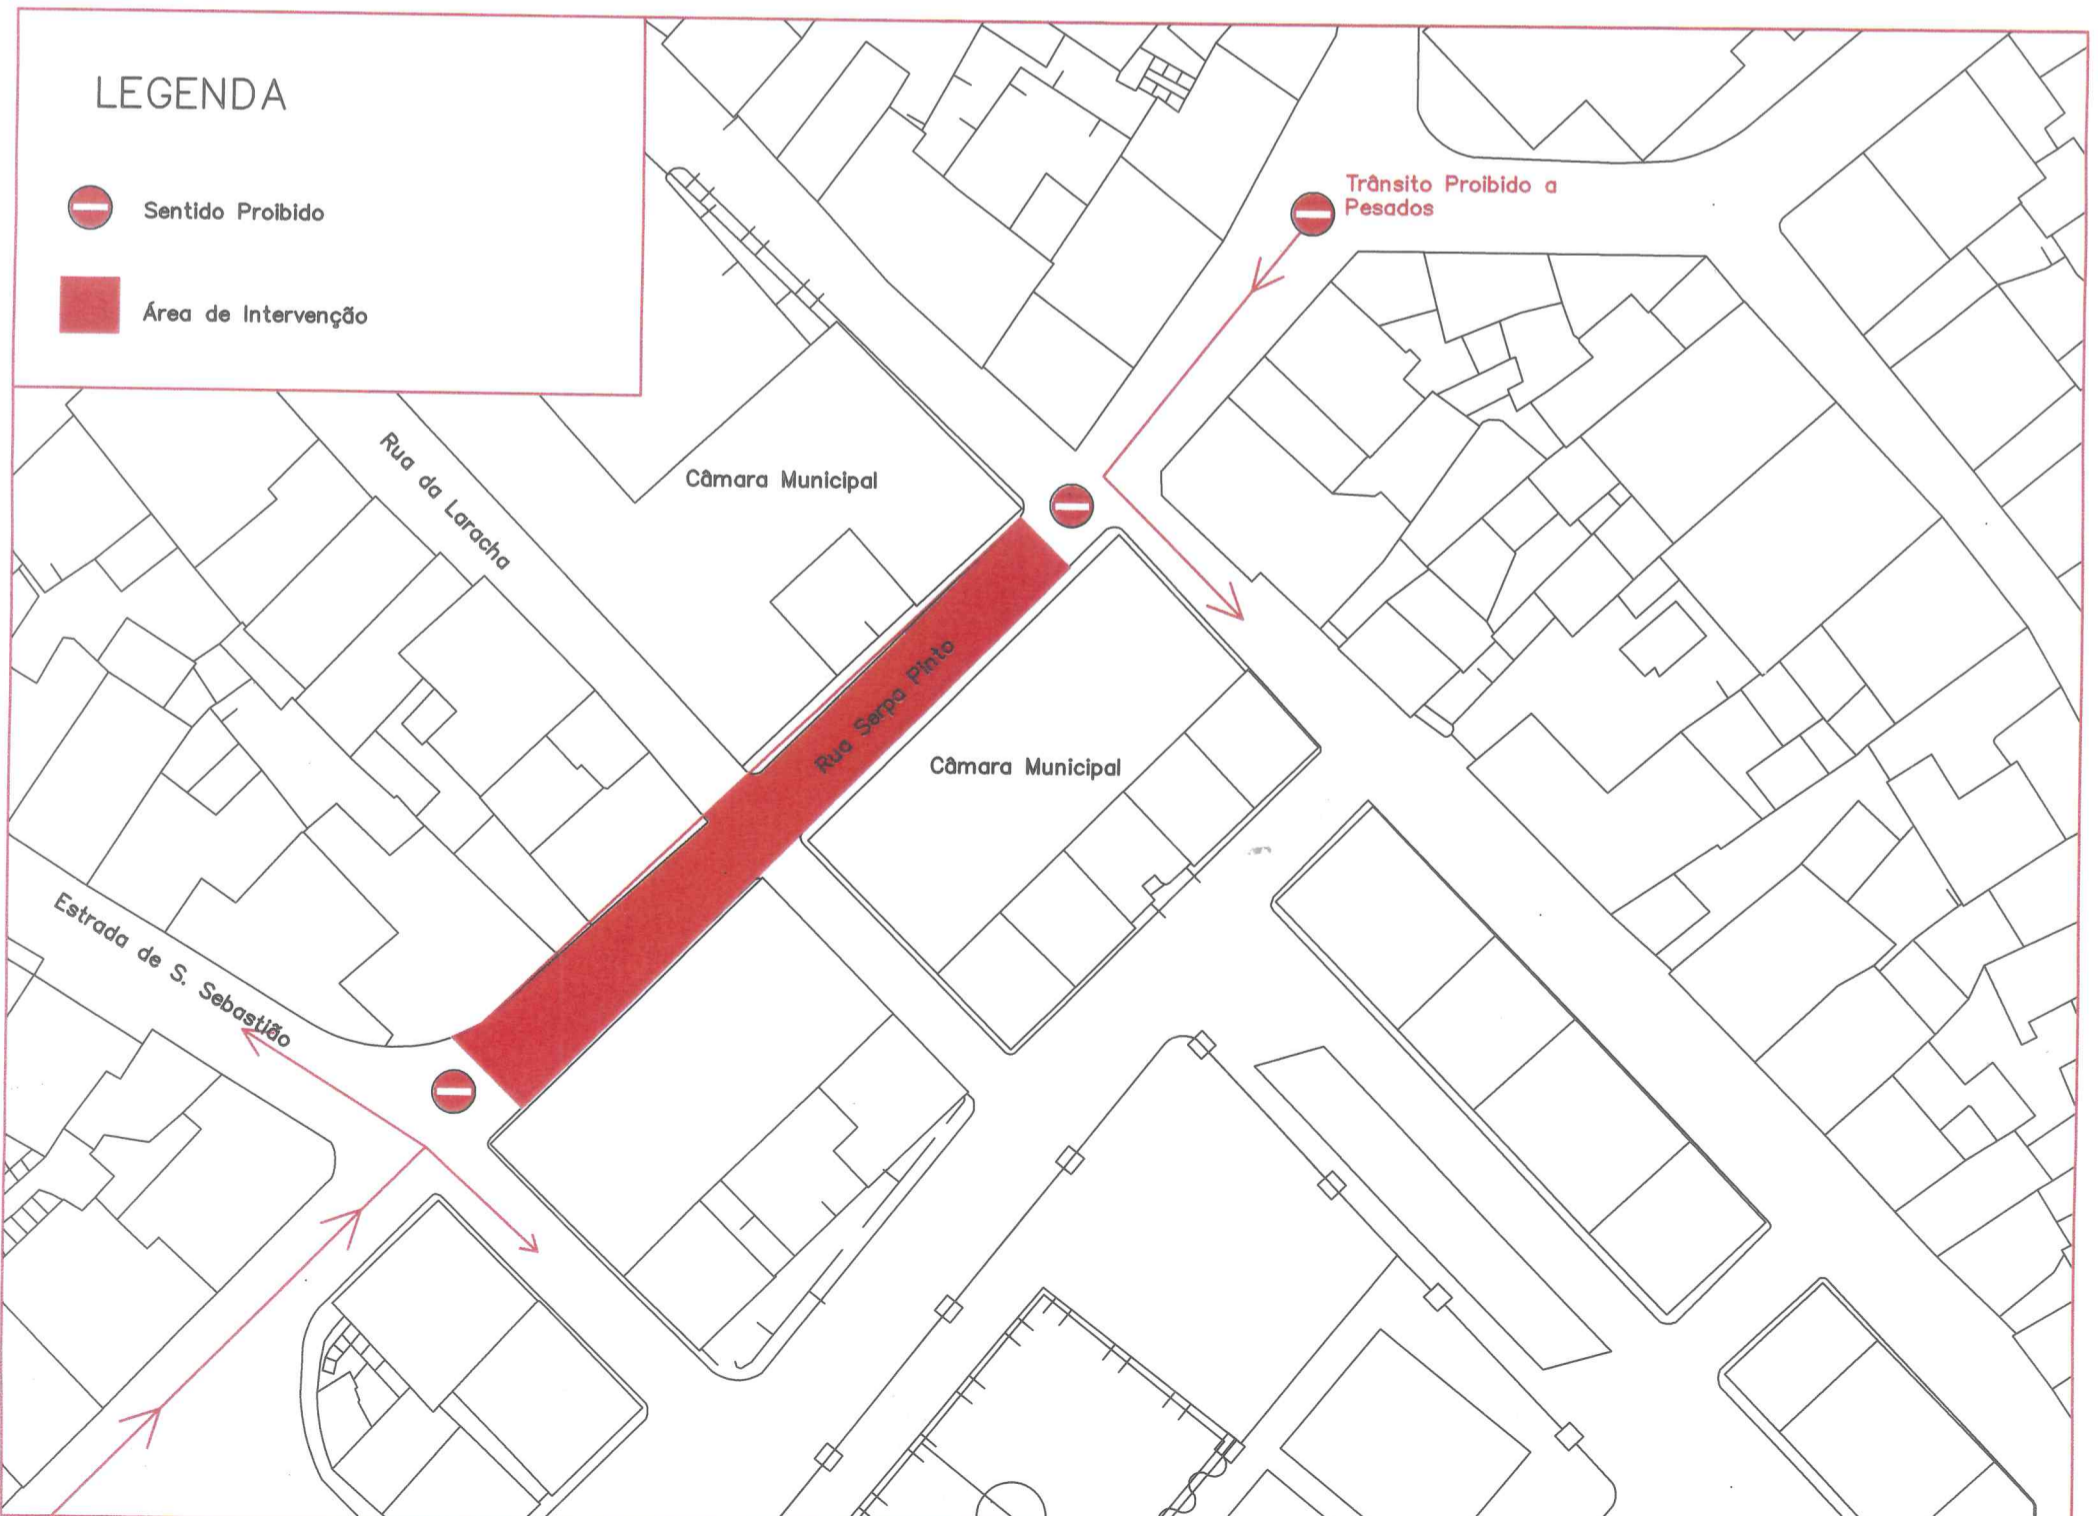 LEGENDA
Sentido Proibido
Área de Intervenção
Trânsito Proibido a
Pesados
Rua da Laracha
Câmara Municipal
Rua Serpa Pinto
Câmara Municipal
Estrada de S. Sebastião